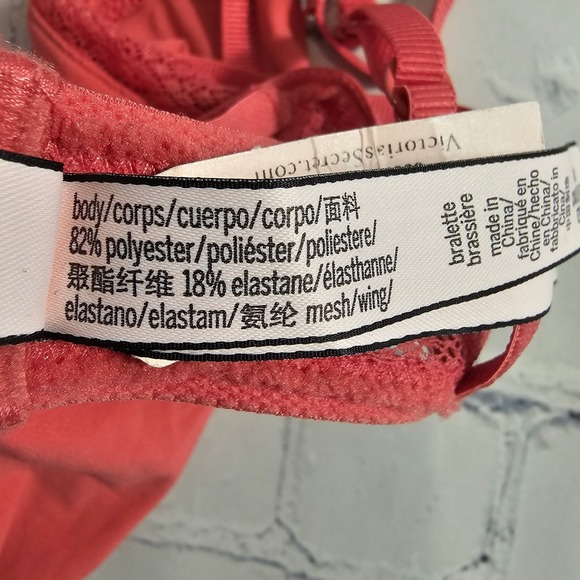 VictoriasSecret.com
body/corps/cuerpo/corpo/面料
82% polyester/poliéster/poliestere/
聚酯纤维 18% elastane/élasthanne/
elastano/elastam/氨纶 mesh/wing/
bralette
brassière
made in
China/
fabriqué en
Chine/hecho
en China/
fabbricato in